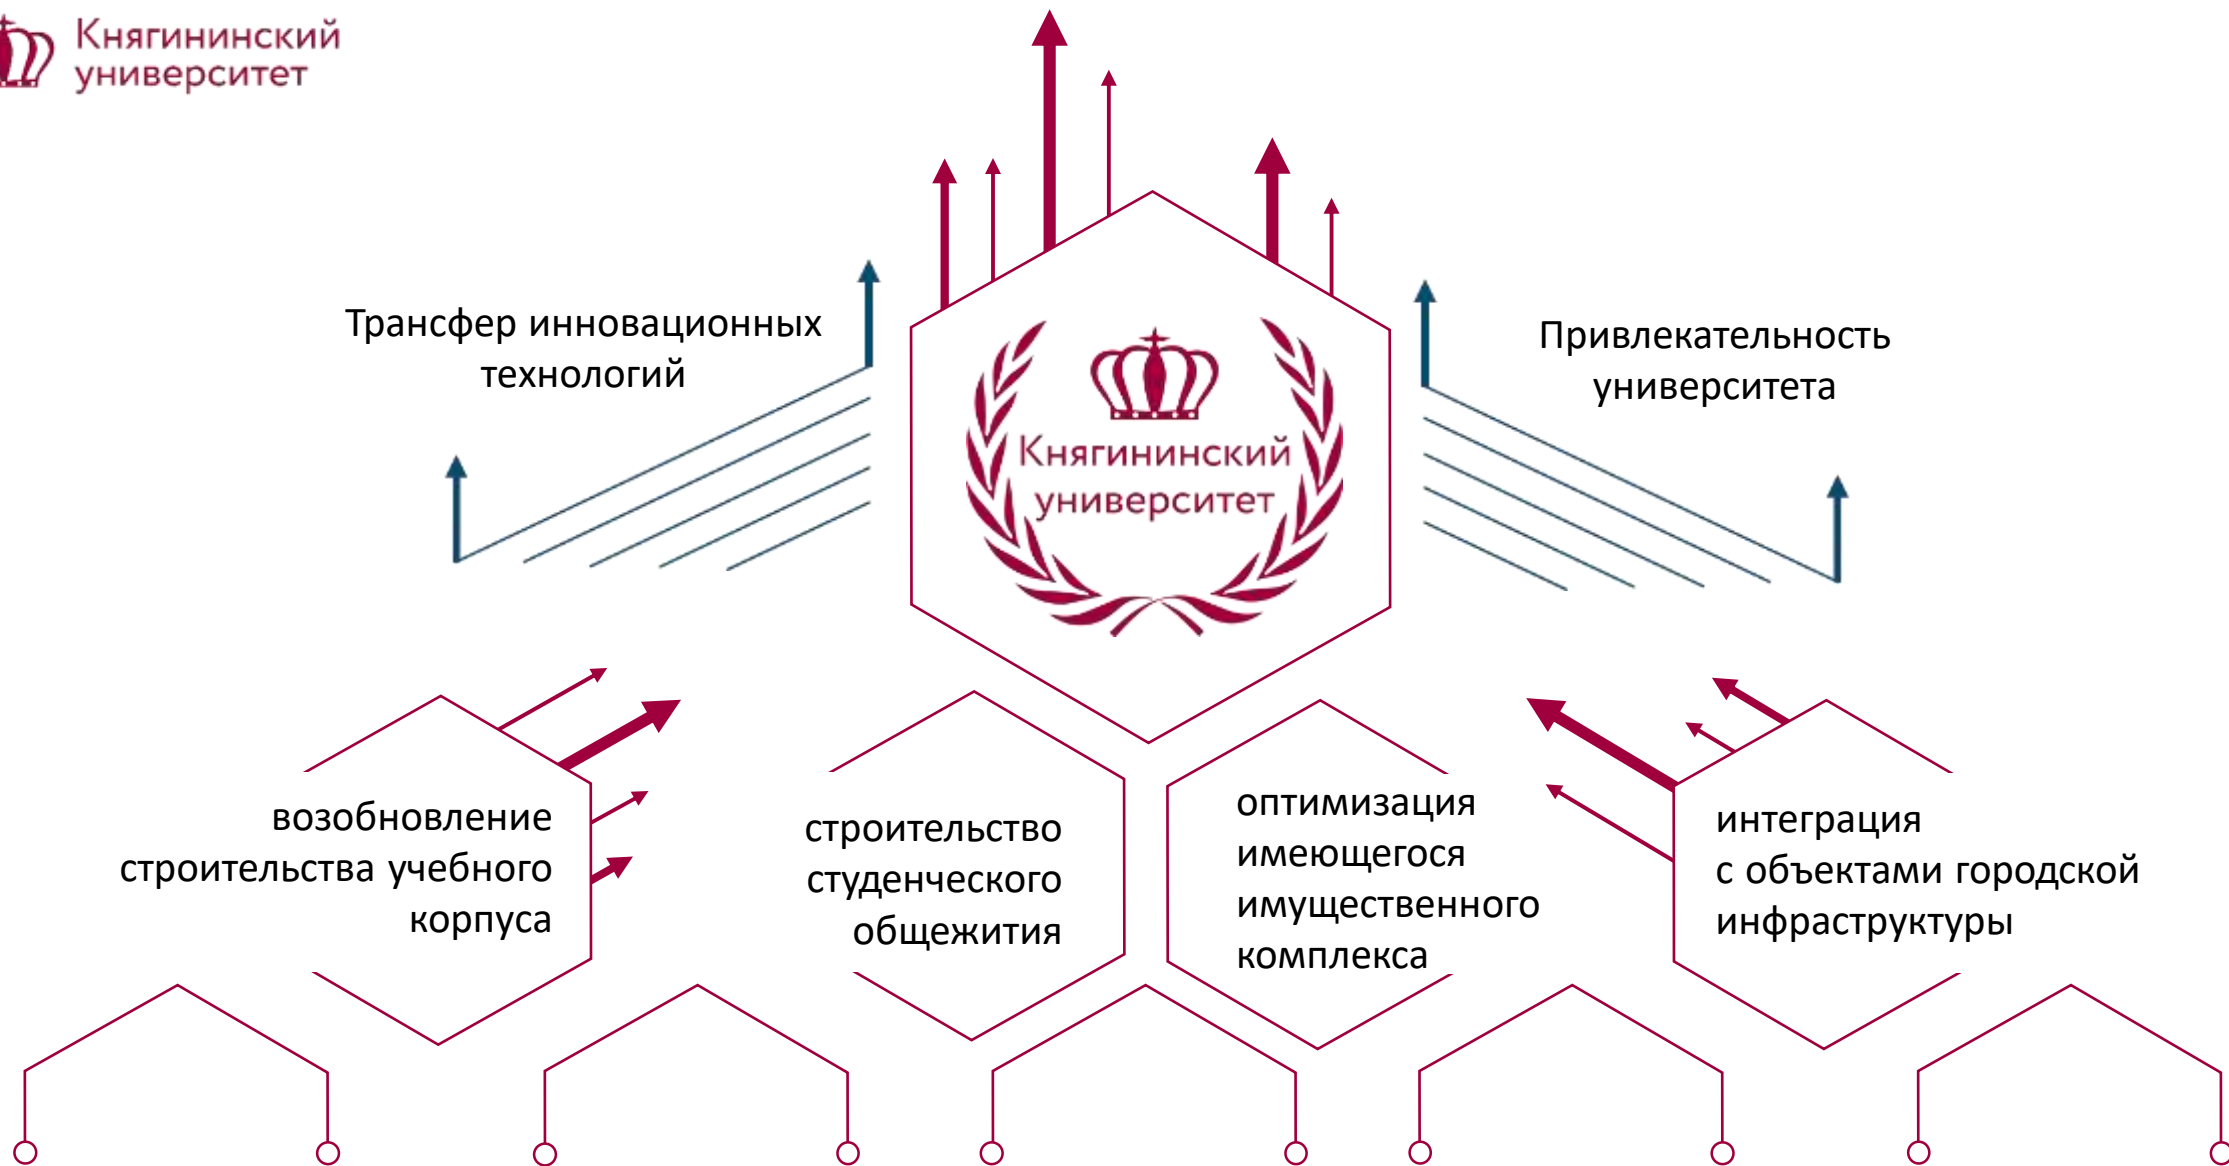 Княгининский
университет
Трансфер инновационных
технологий
Привлекательность
университета
Княгининский
университет
возобновление
строительства учебного
корпуса
строительство
студенческого
общежития
оптимизация
имеющегося
имущественного
комплекса
интеграция
с объектами городской
инфраструктуры